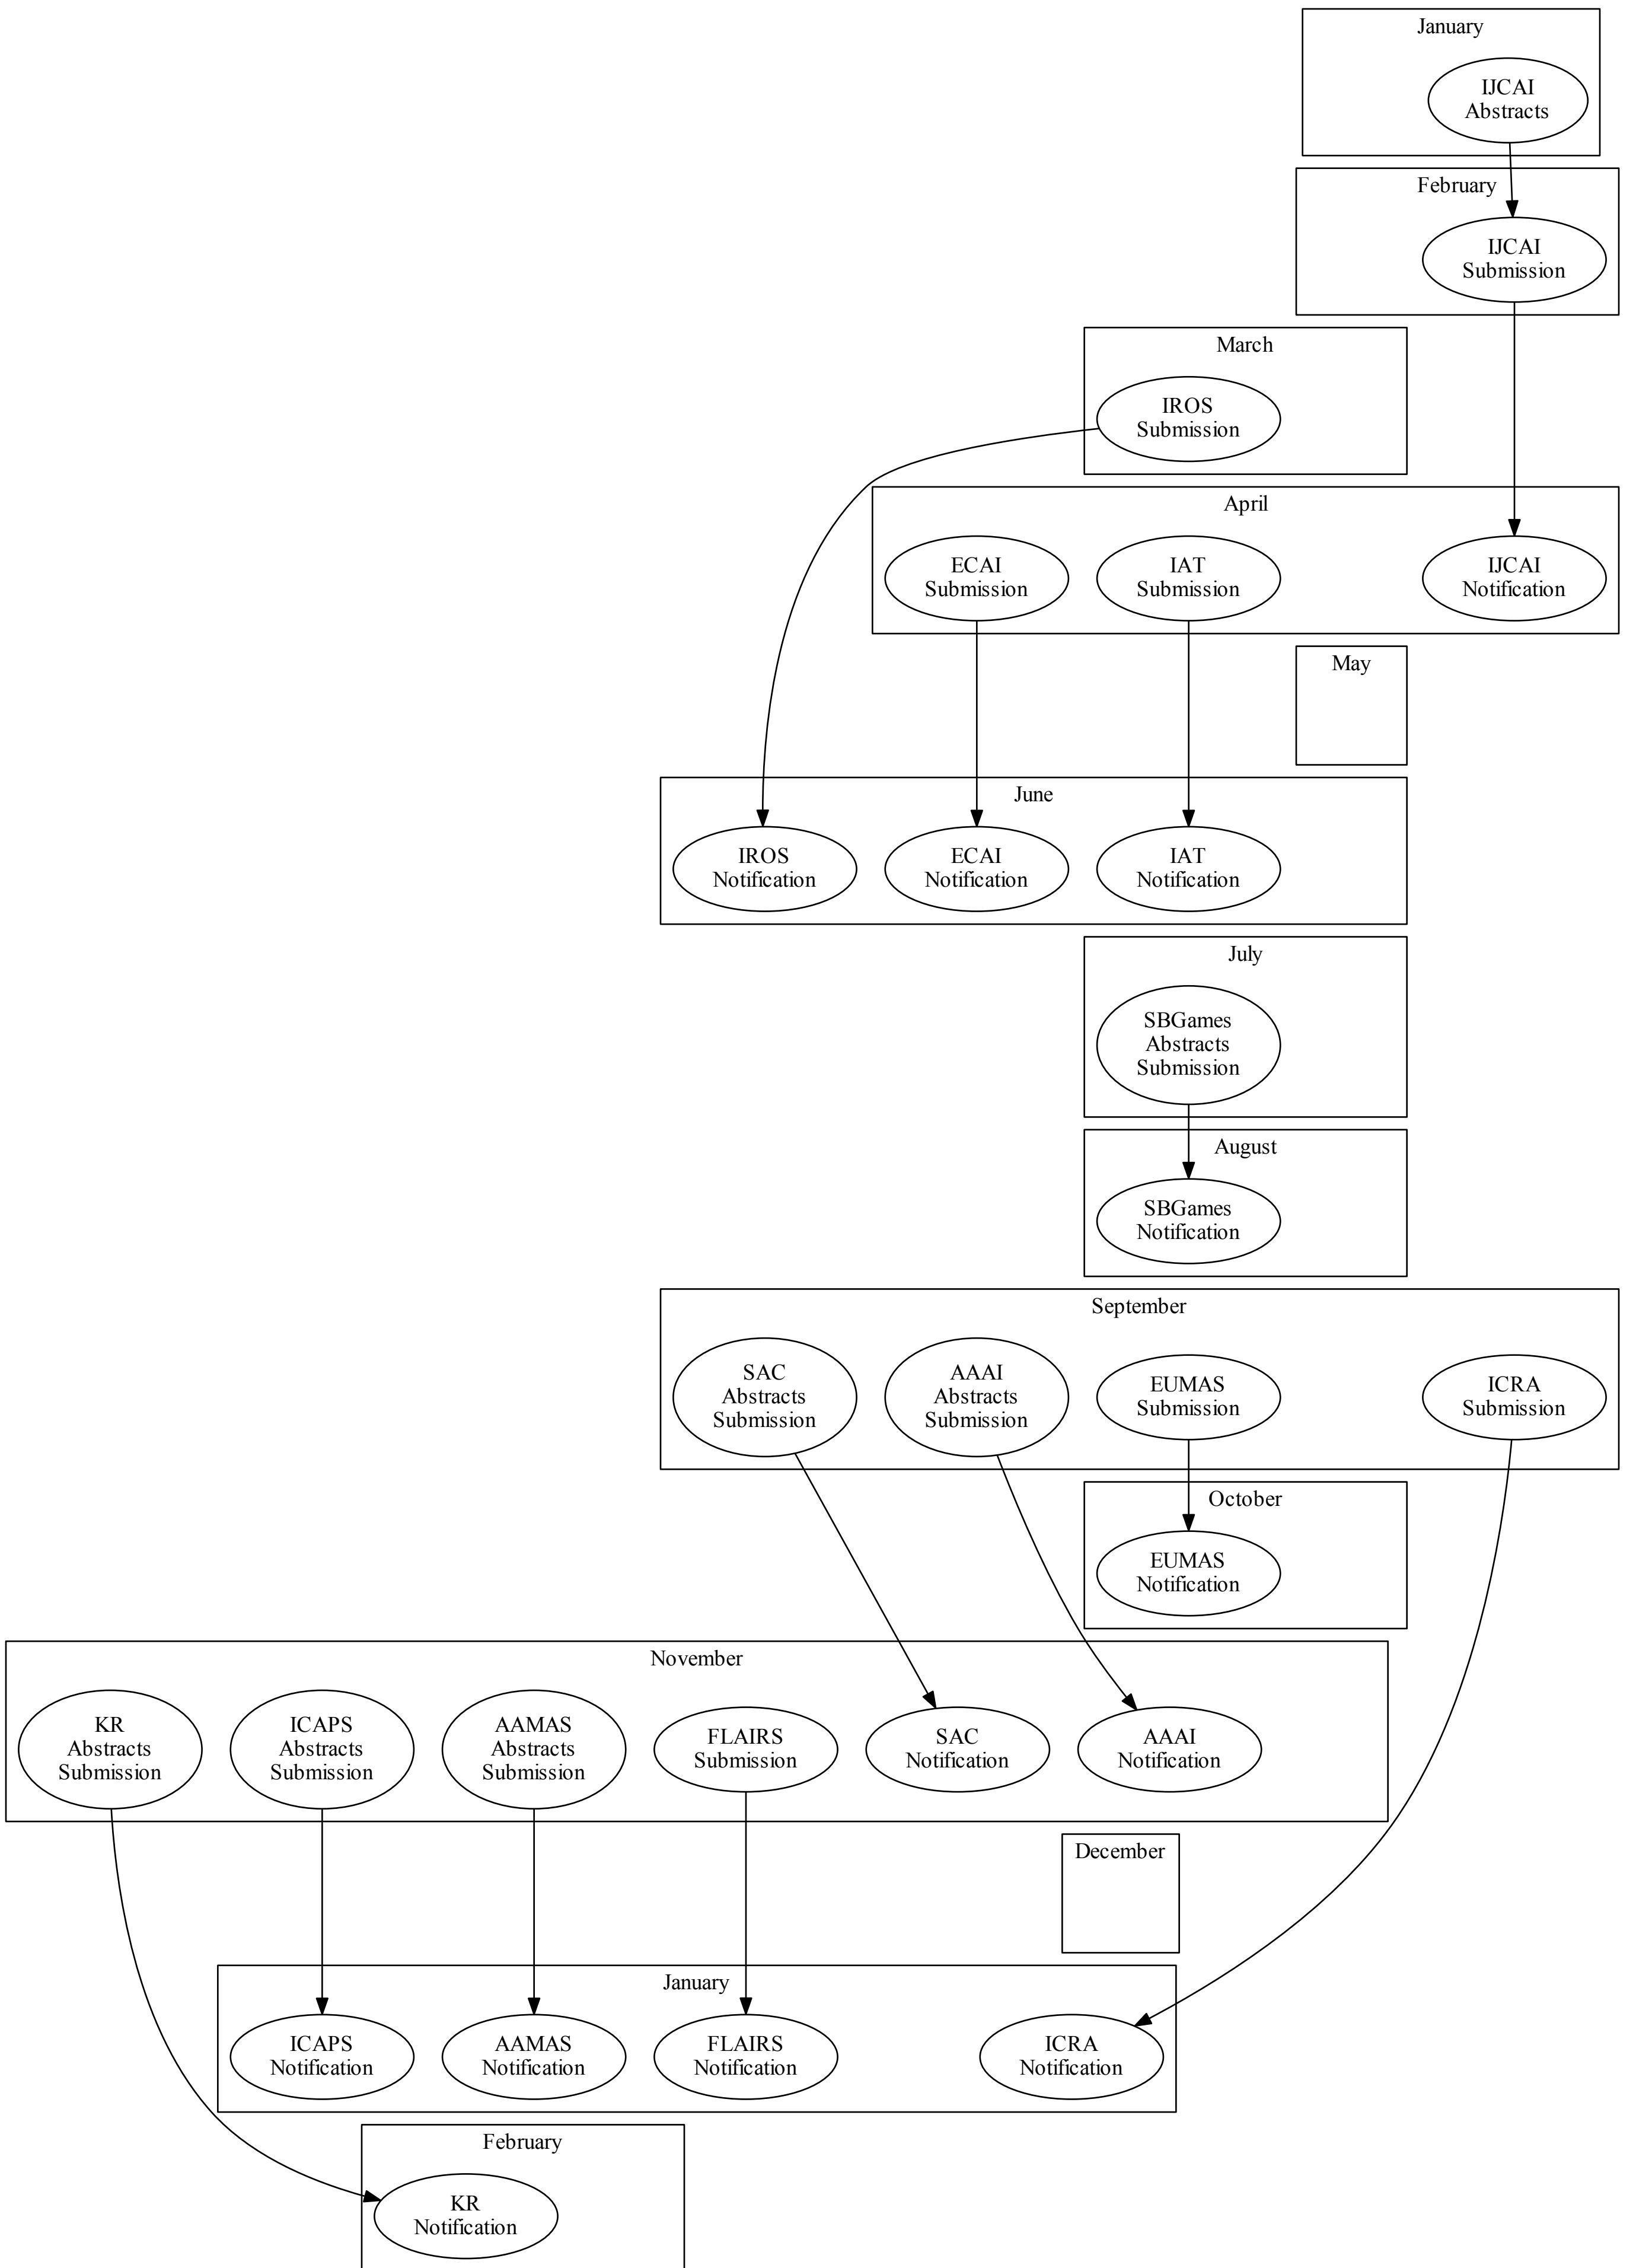 January
IJCAI
Abstracts
February
IJCAI
Submission
March
IROS
Submission
April
ECAI
Submission
IAT
Submission
IJCAI
Notification
May
June
IROS
Notification
ECAI
Notification
IAT
Notification
July
SBGames
Abstracts
Submission
August
SBGames
Notification
September
SAC
Abstracts
Submission
AAAI
Abstracts
Submission
EUMAS
Submission
ICRA
Submission
October
EUMAS
Notification
November
KR
Abstracts
Submission
ICAPS
Abstracts
Submission
AAMAS
Abstracts
Submission
FLAIRS
Submission
SAC
Notification
AAAI
Notification
December
January
ICAPS
Notification
AAMAS
Notification
FLAIRS
Notification
ICRA
Notification
February
KR
Notification